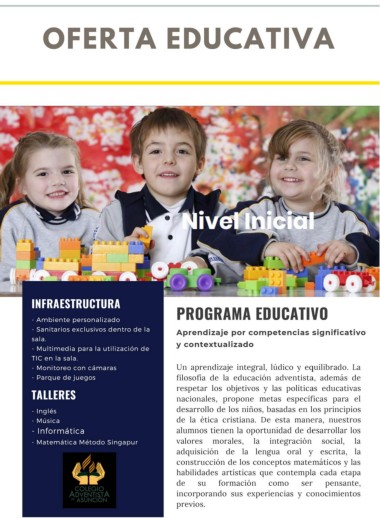 OFERTA EDUCATIVA
Nivel Inicial
INFRAESTRUCTURA
- Ambiente personalizado
- Sanitarios exclusivos dentro de la
sala.
- Multimedia para la utilización de
TIC en la sala.
- Monitoreo con cámaras
- Parque de juegos
TALLERES
- Inglés
- Música
- Informática
- Matemática Método Singapur
COLEGIO
ADVENTISTA
DE ASUNCIÓN
PROGRAMA EDUCATIVO
Aprendizaje por competencias significativo
y contextualizado
Un aprendizaje integral, lúdico y equilibrado. La
filosofía de la educación adventista, además de
respetar los objetivos y las políticas educativas
nacionales, propone metas específicas para el
desarrollo de los niños, basadas en los principios
de la ética cristiana. De esta manera, nuestros
alumnos tienen la oportunidad de desarrollar los
valores morales, la integración social, la
adquisición de la lengua oral y escrita, la
construcción de los conceptos matemáticos y las
habilidades artísticas que contempla cada etapa
de su formación como ser pensante,
incorporando sus experiencias y conocimientos
previos.